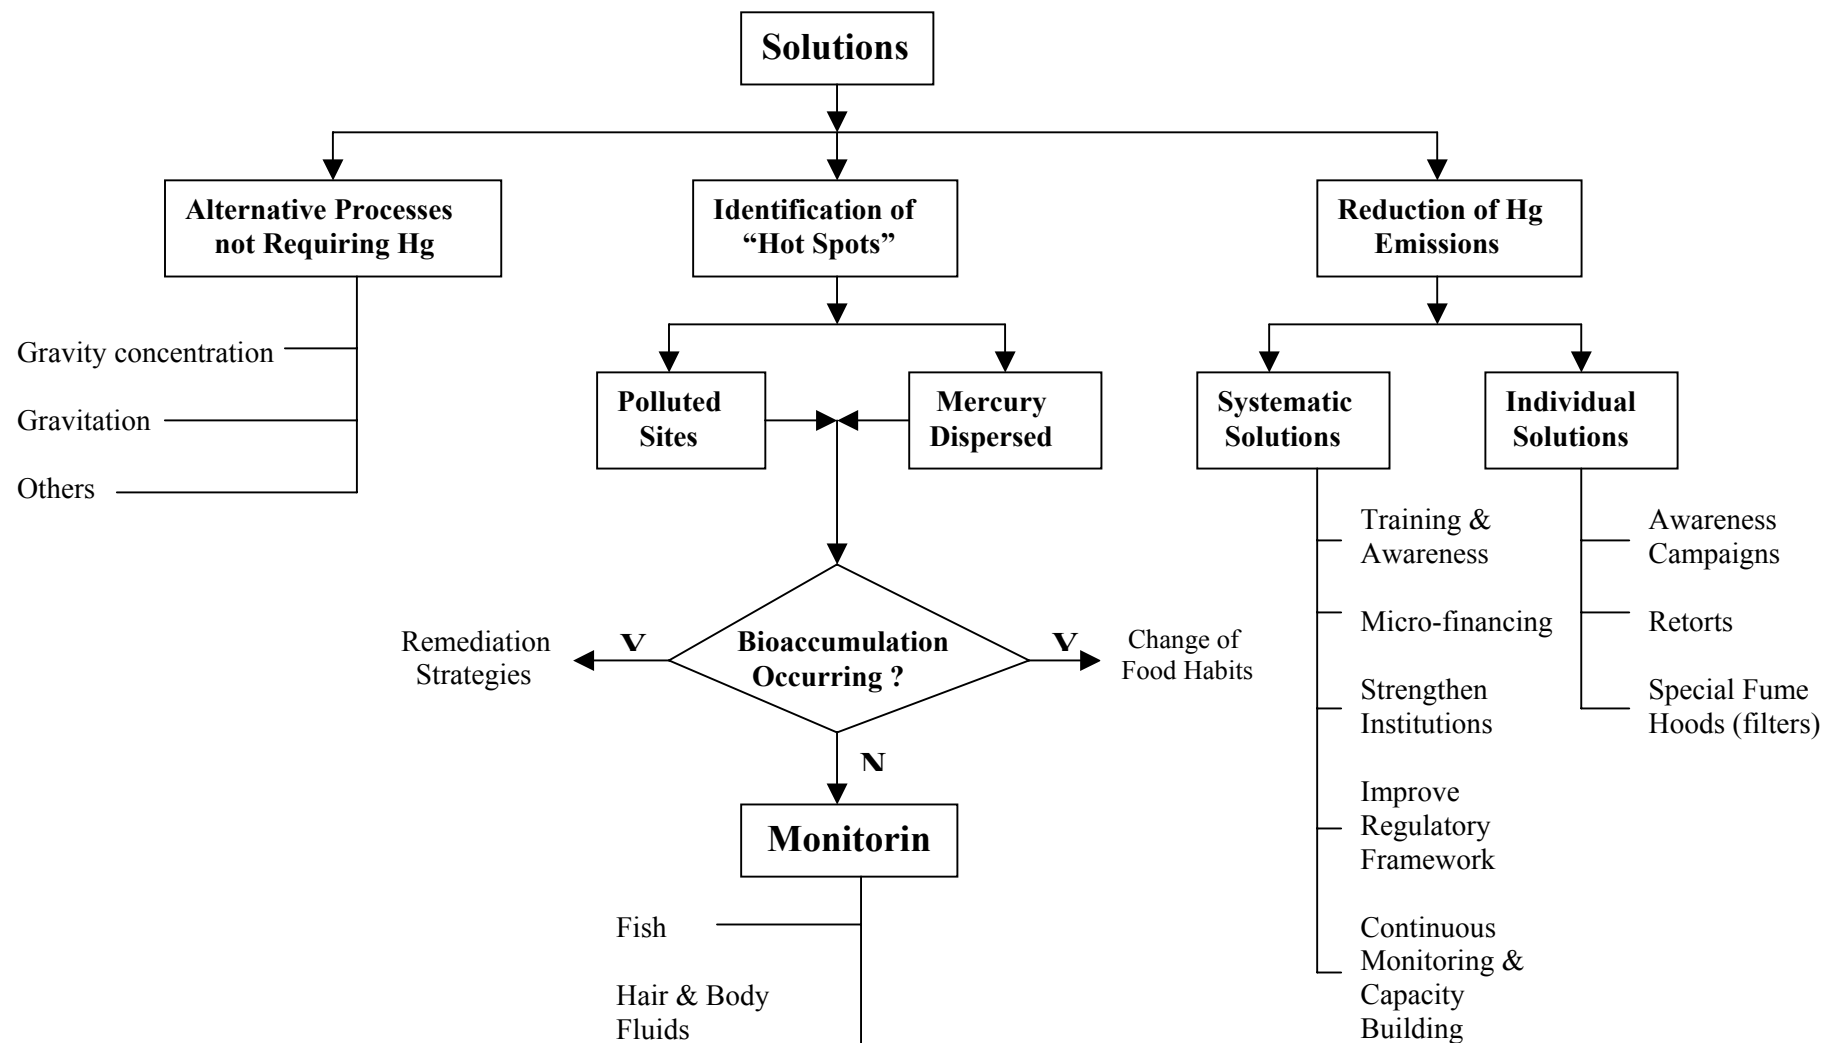 Solutions
Alternative Processes
not Requiring Hg
Identification of
“Hot Spots”
Reduction of Hg
Emissions
Gravity concentration
Gravitation
Others
Polluted
Sites
Mercury
Dispersed
Systematic
Solutions
Individual
Solutions
Training &
Awareness
Micro-financing
Strengthen
Institutions
Improve
Regulatory
Framework
Continuous
Monitoring &
Capacity
Building
Awareness
Campaigns
Retorts
Special Fume
Hoods (filters)
Bioaccumulation
Occurring ?
Remediation
Strategies
V
V
Change of
Food Habits
N
Monitorin
Fish
Hair & Body
Fluids